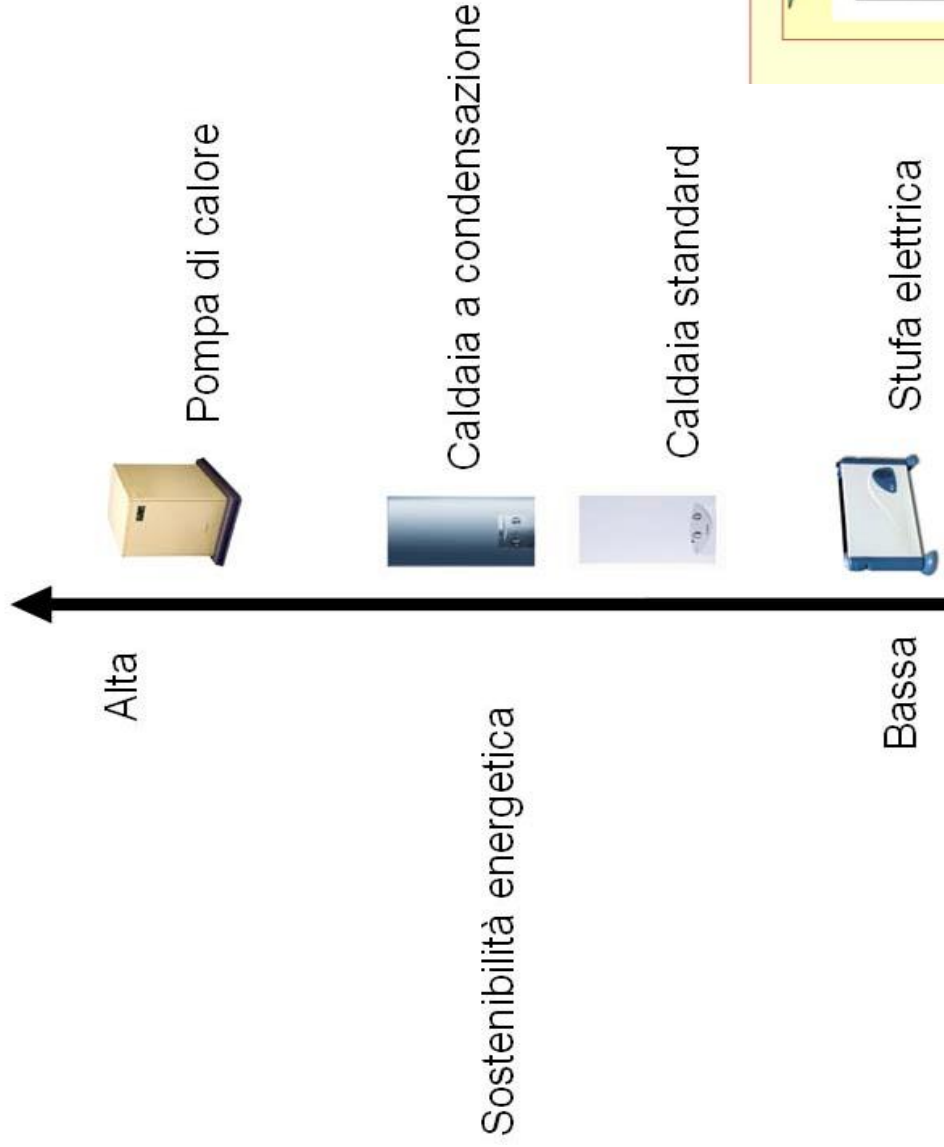 Alta
Pompa di calore
Sostenibilità energetica
Caldaia a condensazione
Caldaia standard
Bassa
Stufa elettrica